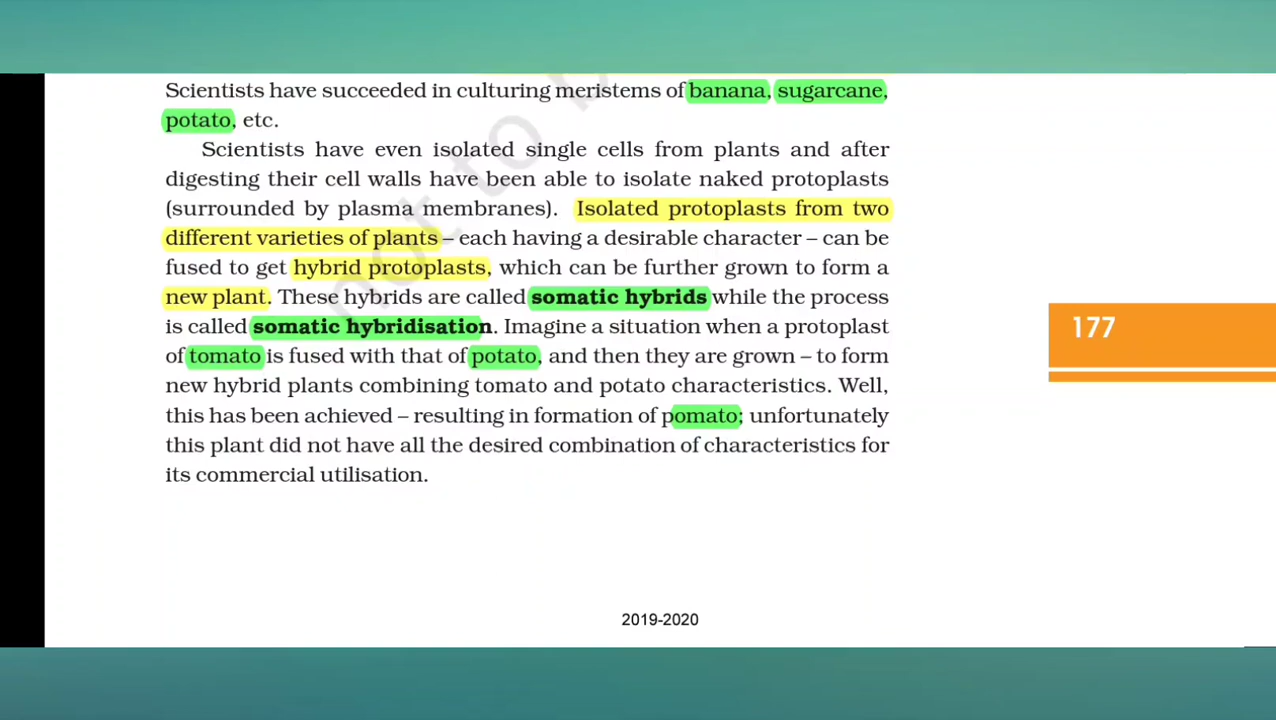 Scientists have succeeded in culturing meristems of banana, sugarcane,
potato, etc.
Scientists have even isolated single cells from plants and after
digesting their cell walls have been able to isolate naked protoplasts
(surrounded by plasma membranes). Isolated protoplasts from two
different varieties of plants – each having a desirable character – can be
fused to get hybrid protoplasts, which can be further grown to form a
new plant. These hybrids are called somatic hybrids while the process
is called somatic hybridisation. Imagine a situation when a protoplast
of tomato is fused with that of potato, and then they are grown – to form
new hybrid plants combining tomato and potato characteristics. Well,
this has been achieved – resulting in formation of pomato; unfortunately
this plant did not have all the desired combination of characteristics for
its commercial utilisation.
177
2019-2020
not to b